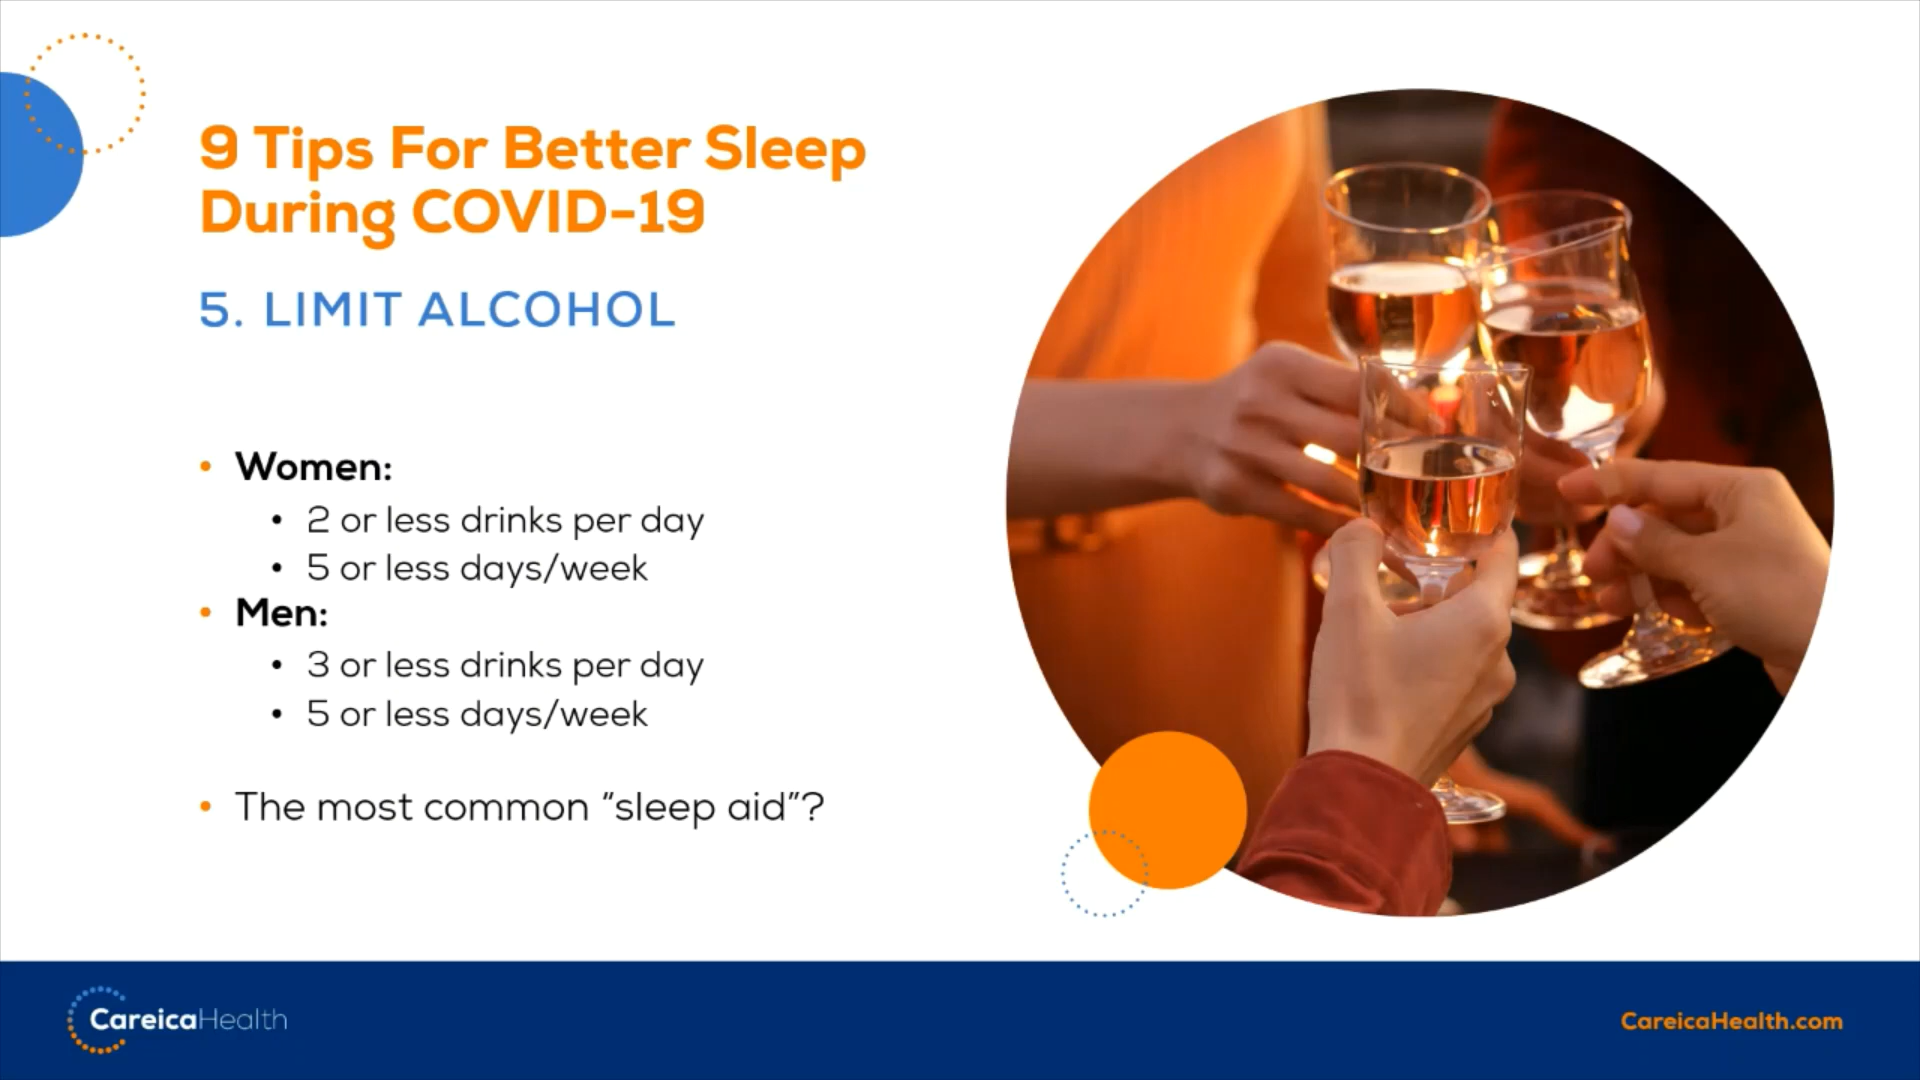 9 Tips For Better Sleep
During COVID-19
5. LIMIT ALCOHOL
• Women:
• 2 or less drinks per day
• 5 or less days/week
• Men:
• 3 or less drinks per day
• 5 or less days/week
• The most common “sleep aid”?
CareicaHealth
CareicaHealth.com